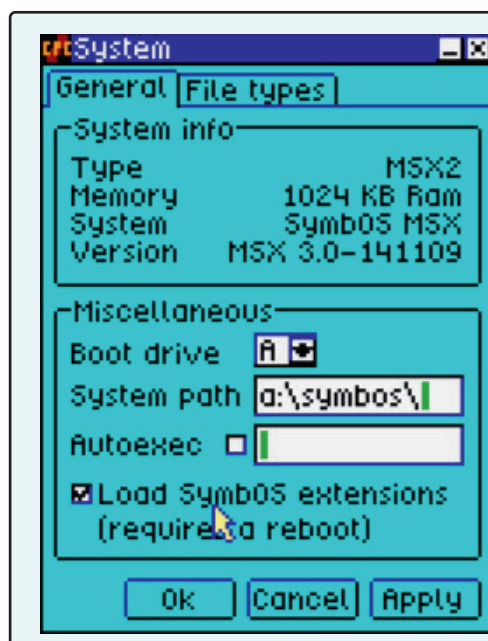 System
General File types
System info
Type MSX2
Memory 1024 KB Ram
System SymbOS MSX
Version MSX 3.0-141109
Miscellaneous
Boot drive A
System path a:\symbos\
Autoexec
Load SymbOS extensions
(require a reboot)
Ok Cancel Apply